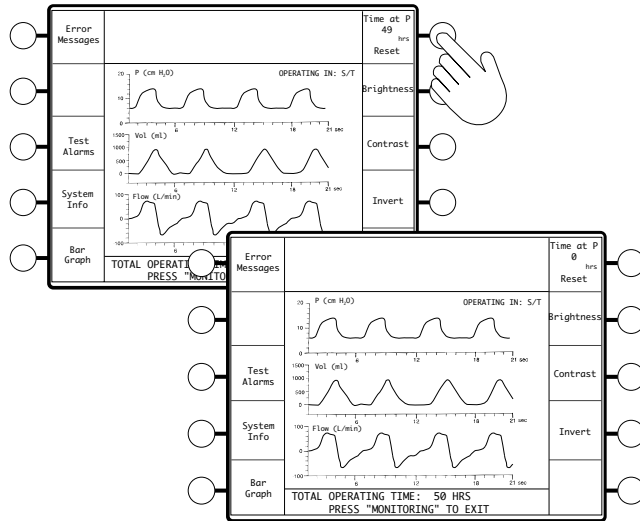 Error
Messages
Test
Alarms
System
Info
Bar
Graph
Time at P
49
hrs
Reset
Brightness
Contrast
Invert
P (cm H₂O)
OPERATING IN: S/T
20
10
0
6 12 18 21 sec
Vol (ml)
1500
1000
500
0
6 12 18 21 sec
Flow (L/min)
100
0
100
6
TOTAL OPERATI
PRESS "MONITO
Error
Messages
Test
Alarms
System
Info
Bar
Graph
Time at P
0
hrs
Reset
Brightness
Contrast
Invert
P (cm H₂O)
OPERATING IN: S/T
20
10
0
6 12 18 21 sec
Vol (ml)
1500
1000
500
0
6 12 18 21 sec
Flow (L/min)
100
0
100
6 12 18 21 sec
TOTAL OPERATING TIME: 50 HRS
PRESS "MONITORING" TO EXIT